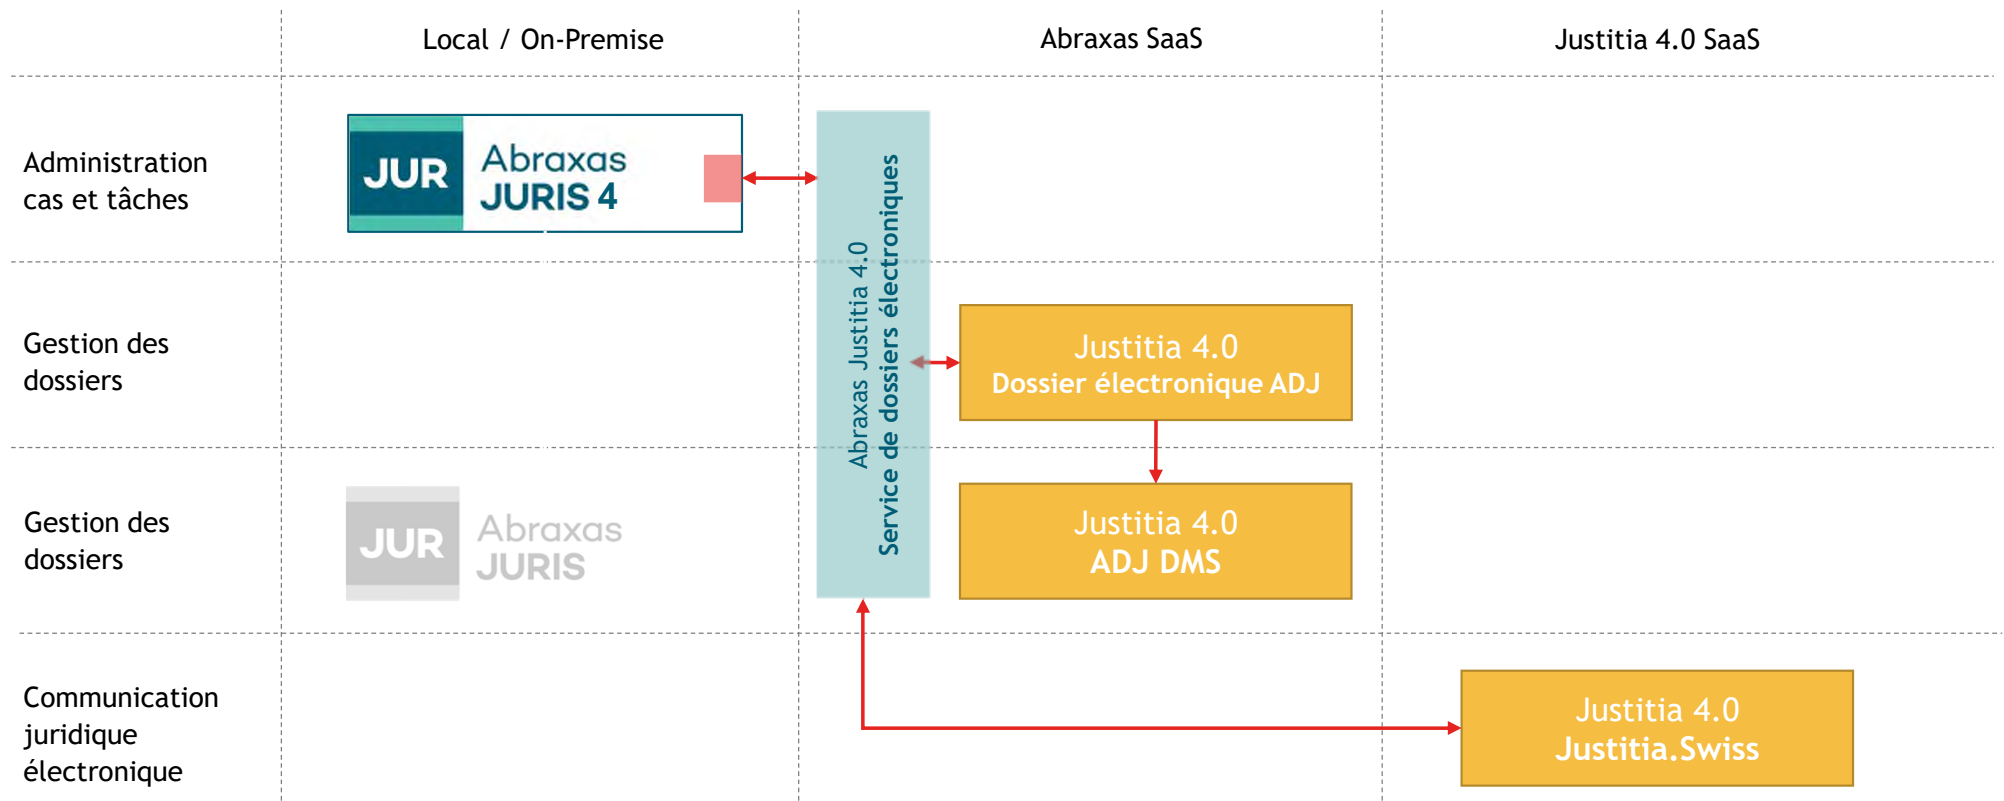 Local / On-Premise
Abraxas SaaS
Justitia 4.0 SaaS
Administration
cas et tâches
JUR
Abraxas
JURIS 4
Abraxas Justitia 4.0
Service de dossiers électroniques
Gestion des
dossiers
Justitia 4.0
Dossier électronique ADJ
Gestion des
dossiers
JUR
Abraxas
JURIS
Justitia 4.0
ADJ DMS
Communication
juridique
électronique
Justitia 4.0
Justitia.Swiss